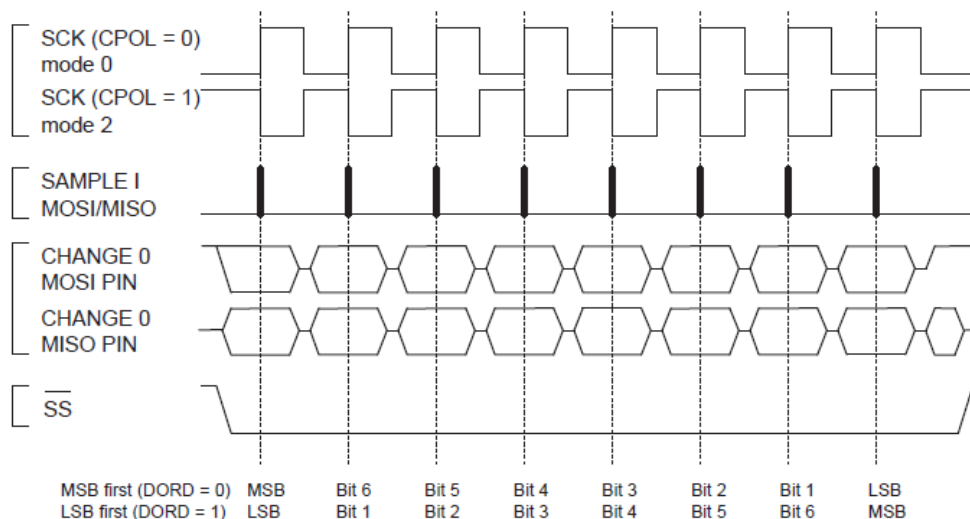 SCK (CPOL = 0)
mode 0
SCK (CPOL = 1)
mode 2
SAMPLE I
MOSI/MISO
CHANGE 0
MOSI PIN
CHANGE 0
MISO PIN
SS
MSB first (DORD = 0) MSB Bit 6 Bit 5 Bit 4 Bit 3 Bit 2 Bit 1 LSB
LSB first (DORD = 1) LSB Bit 1 Bit 2 Bit 3 Bit 4 Bit 5 Bit 6 MSB